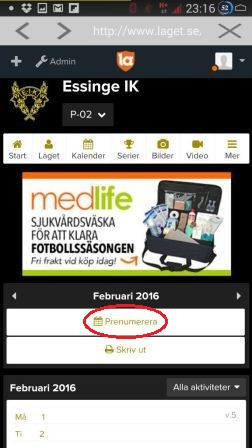 23:16 52
http://www.laget.se/
Admin
la
Essinge IK
P-02
Start Laget Kalender Serier Bilder Video Mer
medlife
SJUKVÅRDSVÄSKA
FÖR ATT KLARA
FOTBOLLSSÄSONGEN
Fri frakt vid köp idag!
Februari 2016
Prenumerera
Skriv ut
Februari 2016 Alla aktiviteter
Må 1 v.5
Ti 2